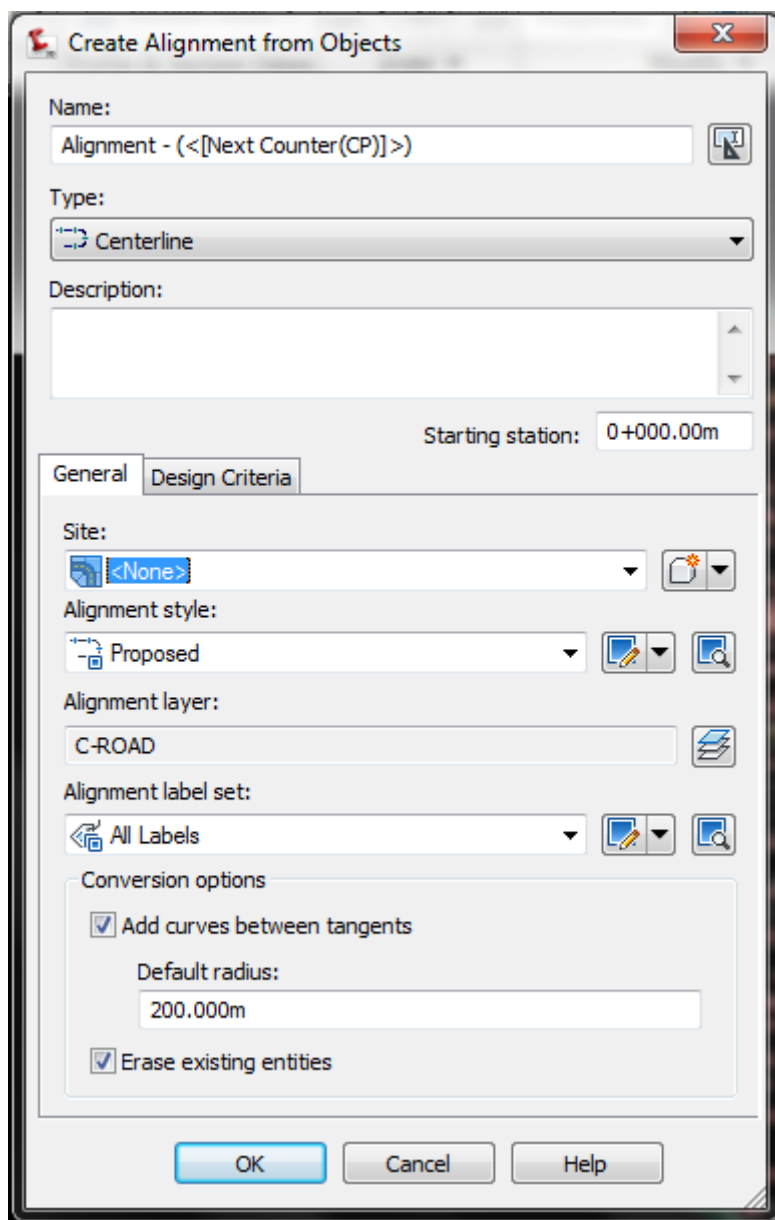 Create Alignment from Objects
Name:
Alignment - (<[Next Counter(CP)]>)
Type:
Centerline
Description:
Starting station: 0+000.00m
General Design Criteria
Site:
<None>
Alignment style:
Proposed
Alignment layer:
C-ROAD
Alignment label set:
All Labels
Conversion options
Add curves between tangents
Default radius:
200.000m
Erase existing entities
OK Cancel Help